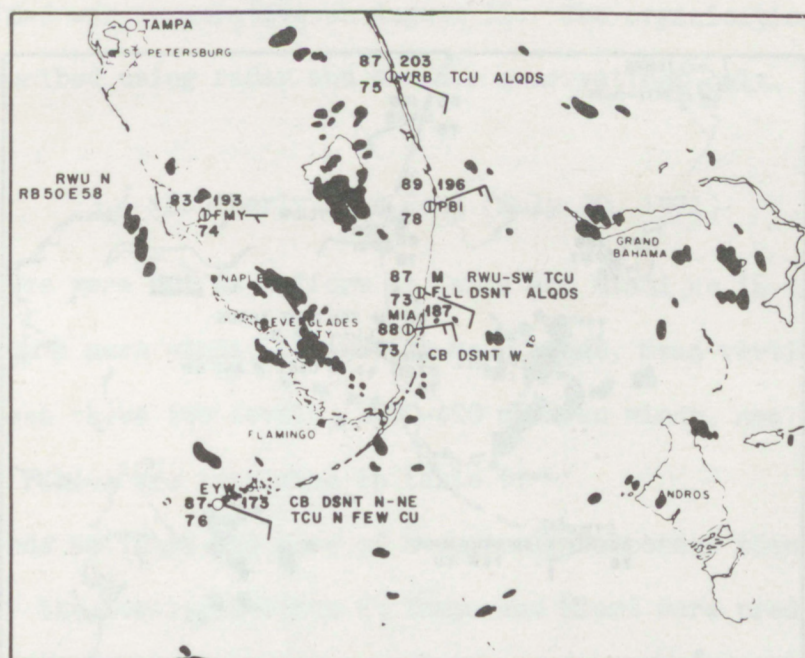 TAMPA
ST. PETERSBURG
87 203
VRB TCU ALQDS
75
RWU N
RB50E58
83 193
FMY
74
89 196
PBI
78
GRAND
BAHAMA
87 M RWU-SW TCU
73 FLL DSNT ALQDS
MIA 187
88
CB DSNT W
NAPLES
EVERGLADES
CITY
FLAMINGO
EYW
87 173 CB DSNT N-NE
76 TCU N FEW CU
ANDROS